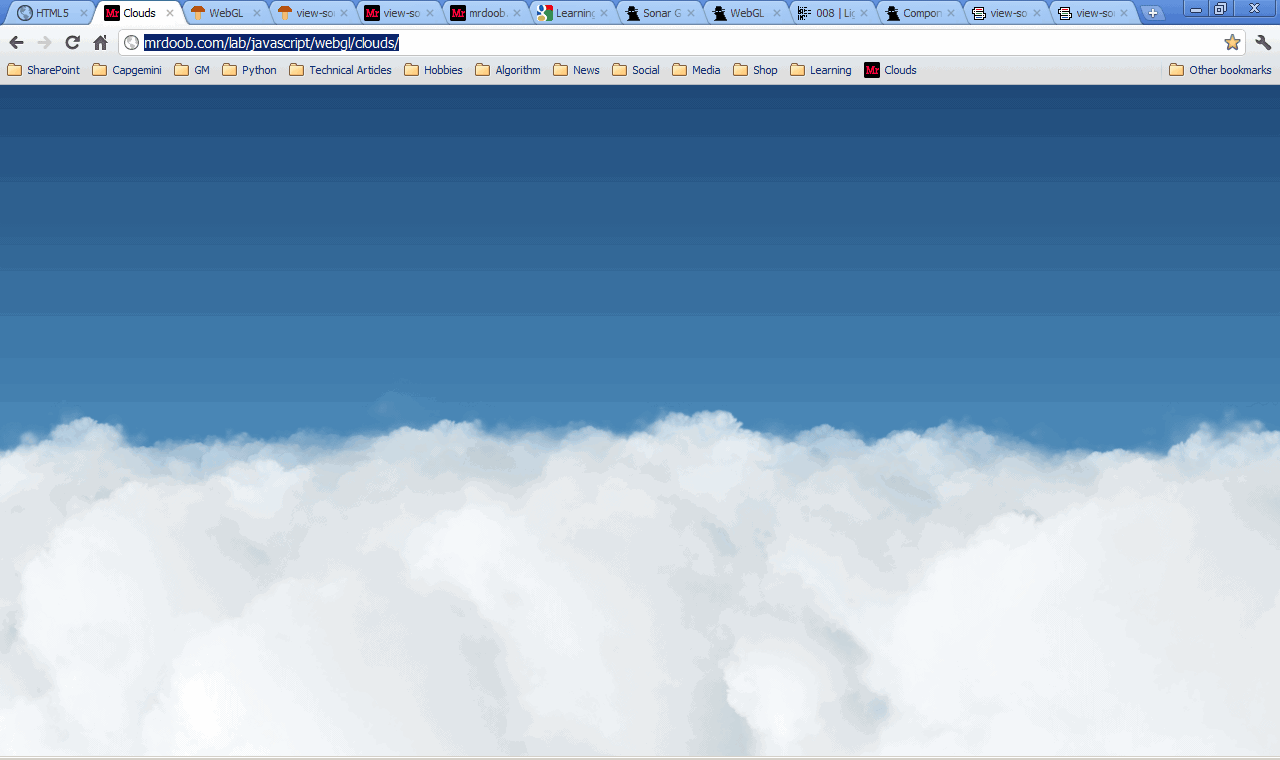 HTML5 Mr Clouds WebGL view-so Mr view-so Mr mrdoob. Learning Sonar G WebGL #108 | Lig Compon view-so view-so
mrdoob.com/lab/javascript/webgl/clouds/
SharePoint Capgemini GM Python Technical Articles Hobbies Algorithm News Social Media Shop Learning Mr Clouds Other bookmarks